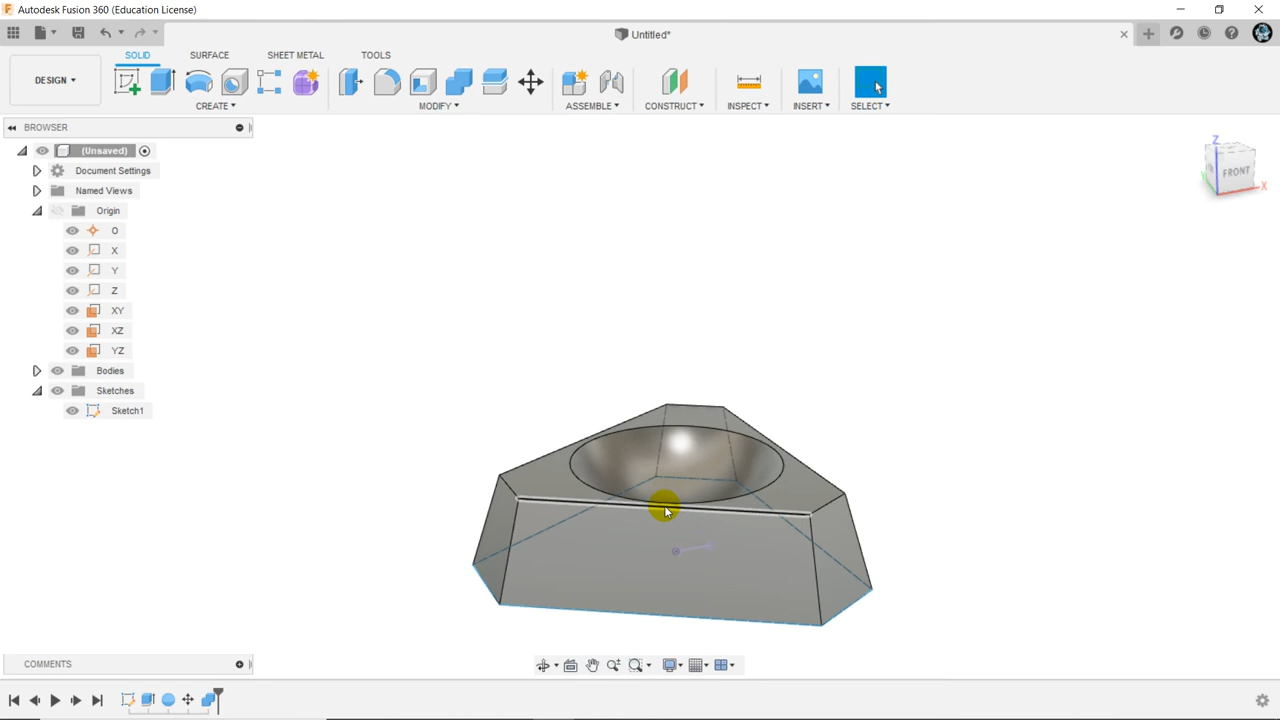 Autodesk Fusion 360 (Education License)
Untitled*
DESIGN
SOLID
SURFACE
SHEET METAL
TOOLS
CREATE
MODIFY
ASSEMBLE
CONSTRUCT
INSPECT
INSERT
SELECT
BROWSER
(Unsaved)
Document Settings
Named Views
Origin
O
X
Y
Z
XY
XZ
YZ
Bodies
Sketches
Sketch1
Z
FRONT
X
COMMENTS